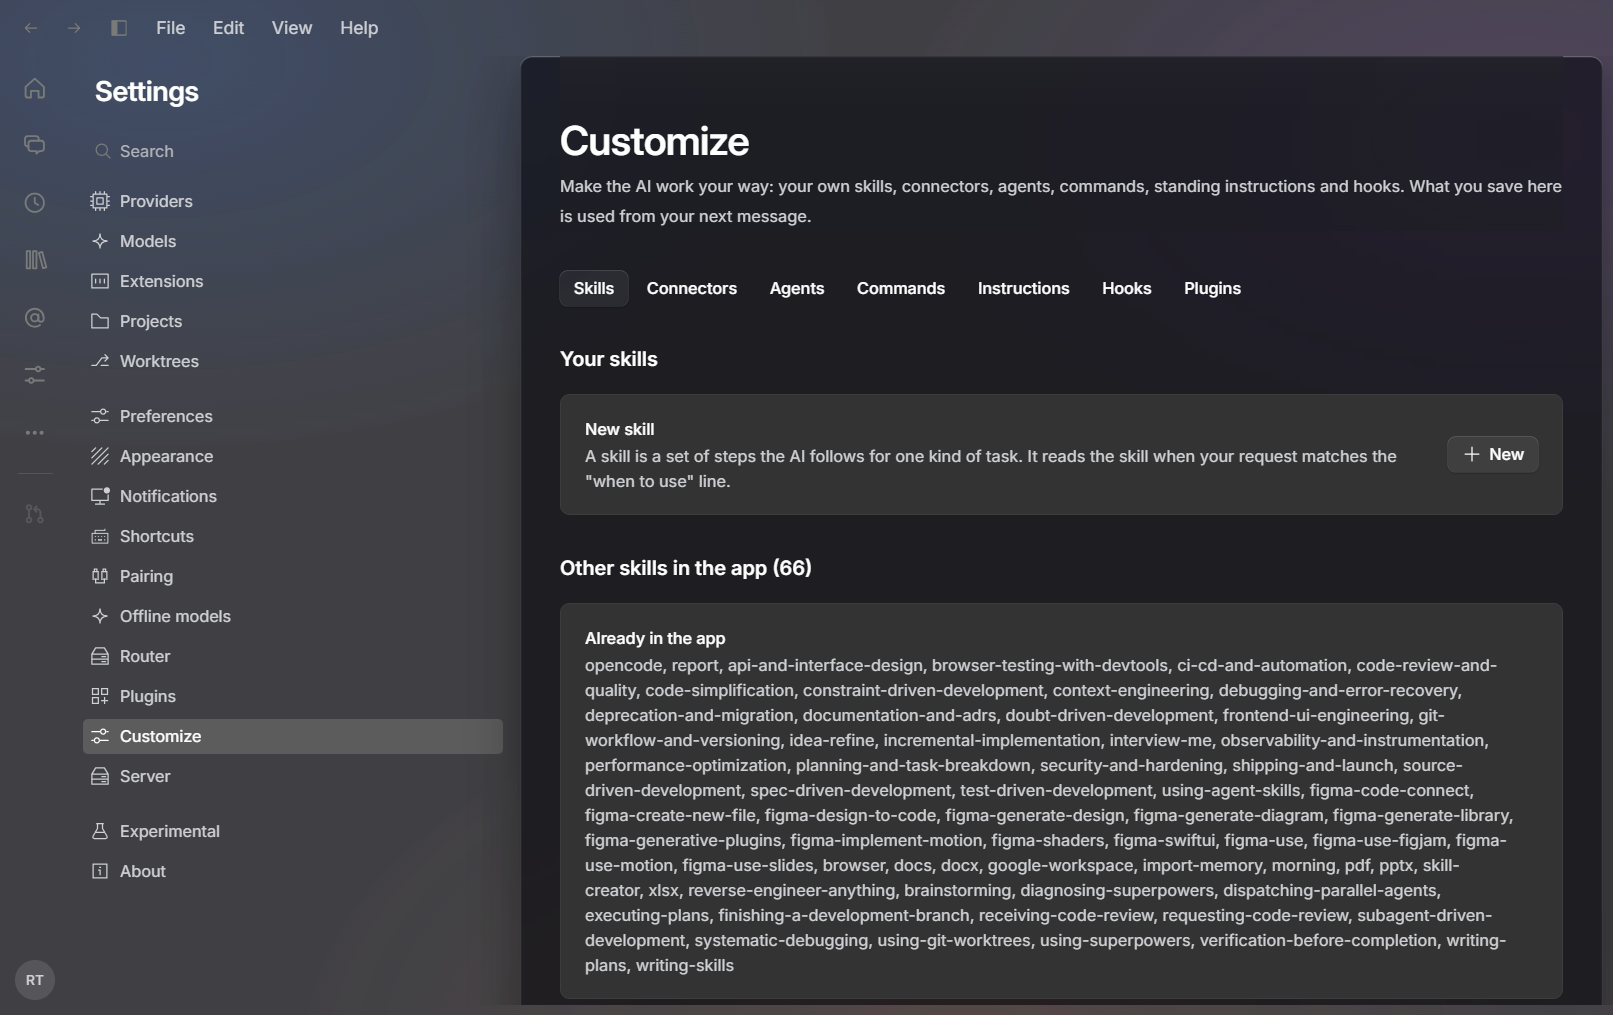 File Edit View Help
Settings
Search
Providers
Models
Extensions
Projects
Worktrees
Preferences
Appearance
Notifications
Shortcuts
Pairing
Offline models
Router
Plugins
Customize
Server
Experimental
About
RT
Customize
Make the AI work your way: your own skills, connectors, agents, commands, standing instructions and hooks. What you save here
is used from your next message.
Skills Connectors Agents Commands Instructions Hooks Plugins
Your skills
New skill
A skill is a set of steps the AI follows for one kind of task. It reads the skill when your request matches the
"when to use" line.
New
Other skills in the app (66)
Already in the app
opencode, report, api-and-interface-design, browser-testing-with-devtools, ci-cd-and-automation, code-review-and-
quality, code-simplification, constraint-driven-development, context-engineering, debugging-and-error-recovery,
deprecation-and-migration, documentation-and-adrs, doubt-driven-development, frontend-ui-engineering, git-
workflow-and-versioning, idea-refine, incremental-implementation, interview-me, observability-and-instrumentation,
performance-optimization, planning-and-task-breakdown, security-and-hardening, shipping-and-launch, source-
driven-development, spec-driven-development, test-driven-development, using-agent-skills, figma-code-connect,
figma-create-new-file, figma-design-to-code, figma-generate-design, figma-generate-diagram, figma-generate-library,
figma-generative-plugins, figma-implement-motion, figma-shaders, figma-swiftui, figma-use, figma-use-figjam, figma-
use-motion, figma-use-slides, browser, docs, docx, google-workspace, import-memory, morning, pdf, pptx, skill-
creator, xlsx, reverse-engineer-anything, brainstorming, diagnosing-superpowers, dispatching-parallel-agents,
executing-plans, finishing-a-development-branch, receiving-code-review, requesting-code-review, subagent-driven-
development, systematic-debugging, using-git-worktrees, using-superpowers, verification-before-completion, writing-
plans, writing-skills